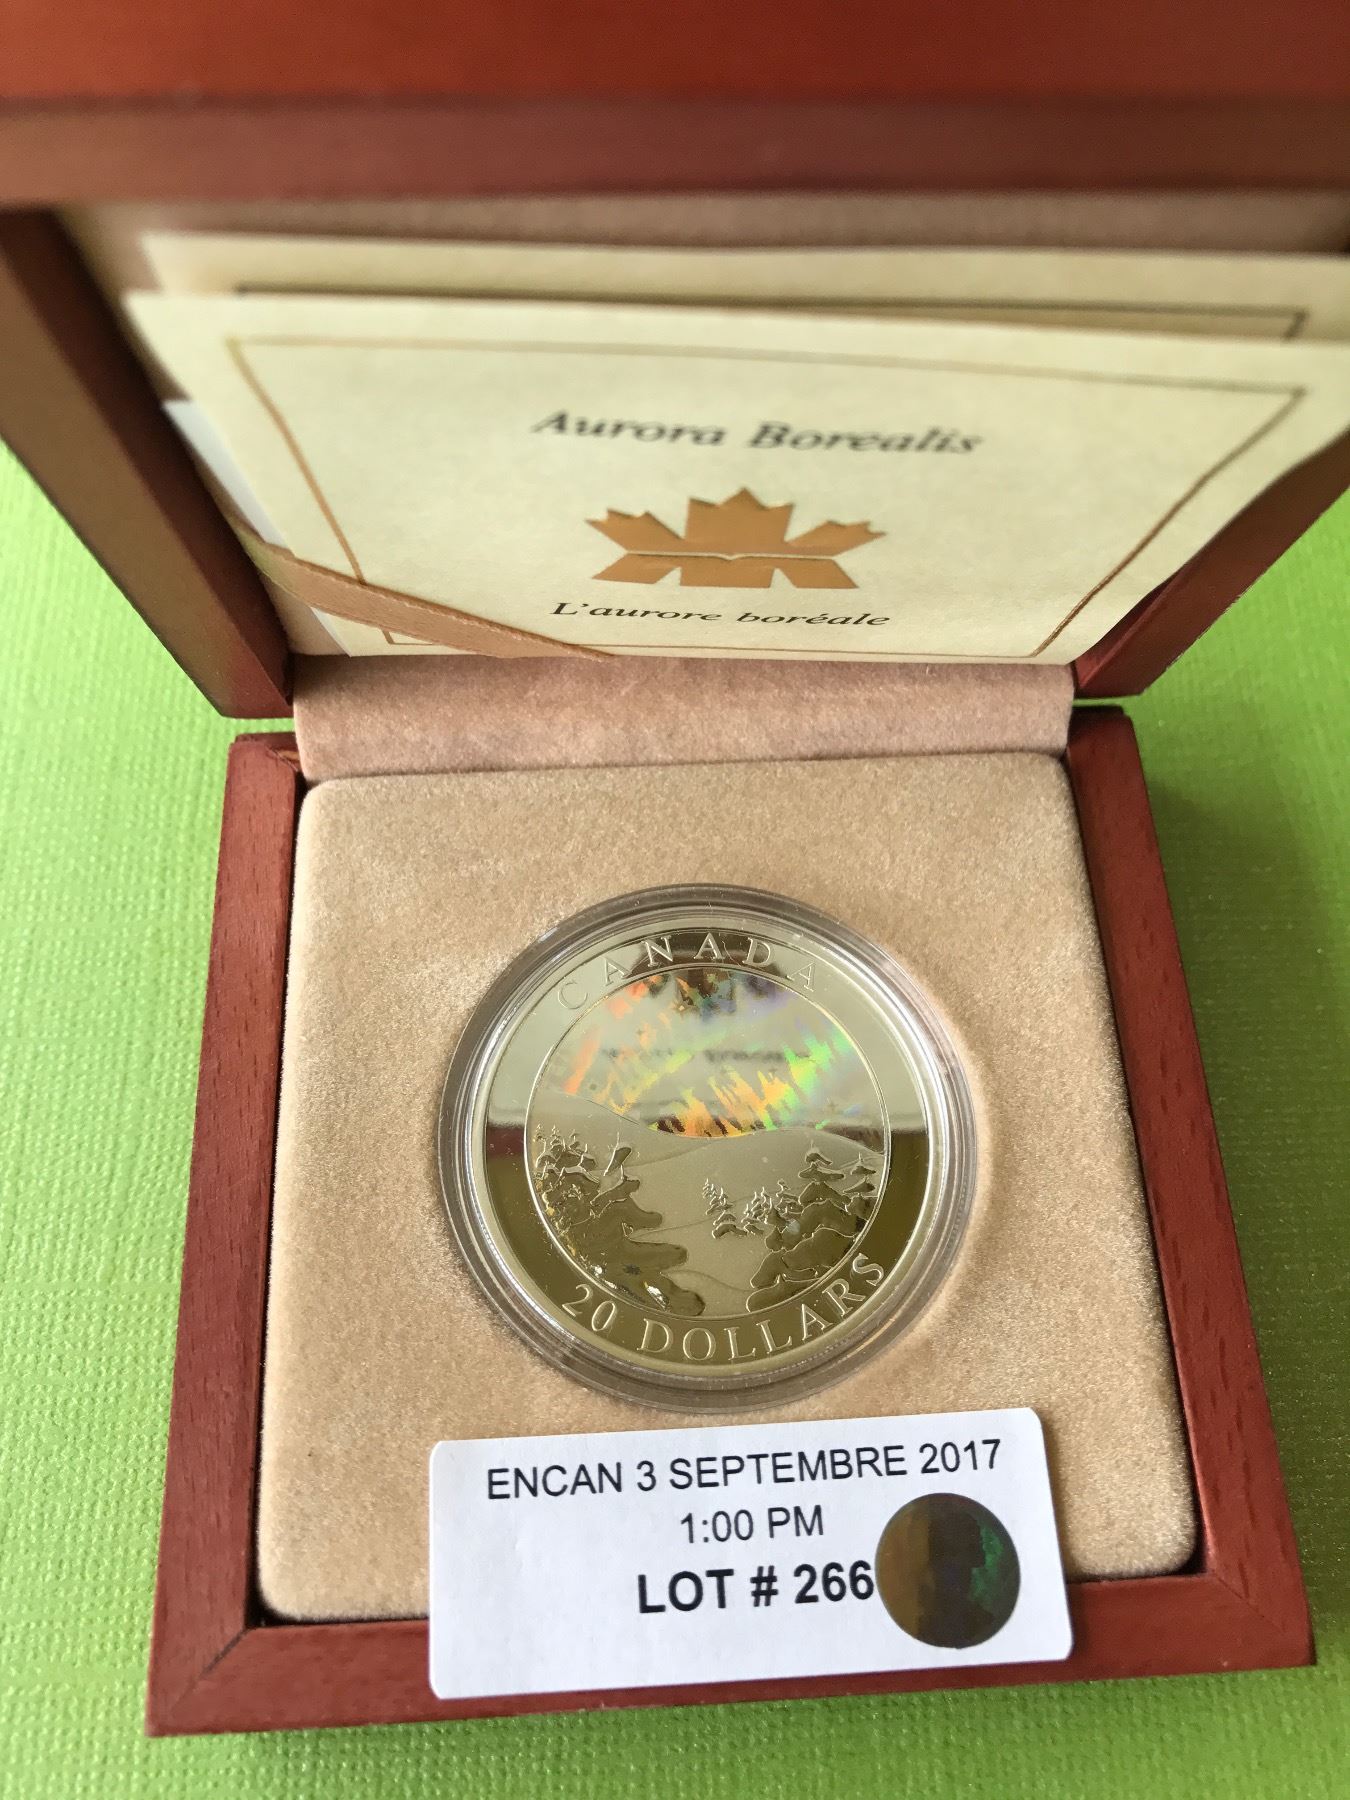 Aurora Borealis
L'aurore boréale
CANADA
20 DOLLARS
ENCAN 3 SEPTEMBRE 2017
1:00 PM
LOT # 266